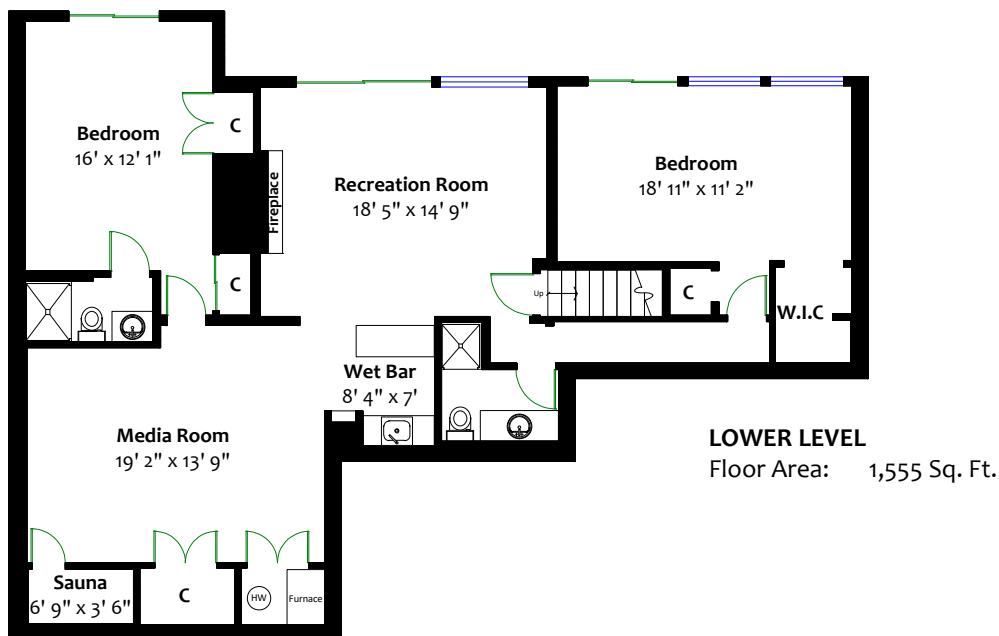 Bedroom
16' x 12' 1"
C
Fireplace
C
Recreation Room
18' 5" x 14' 9"
Bedroom
18' 11" x 11' 2"
Up
C
W.I.C
Wet Bar
8' 4" x 7'
Media Room
19' 2" x 13' 9"
LOWER LEVEL
Floor Area: 1,555 Sq. Ft.
Sauna
6' 9" x 3' 6"
C
HW
Furnace